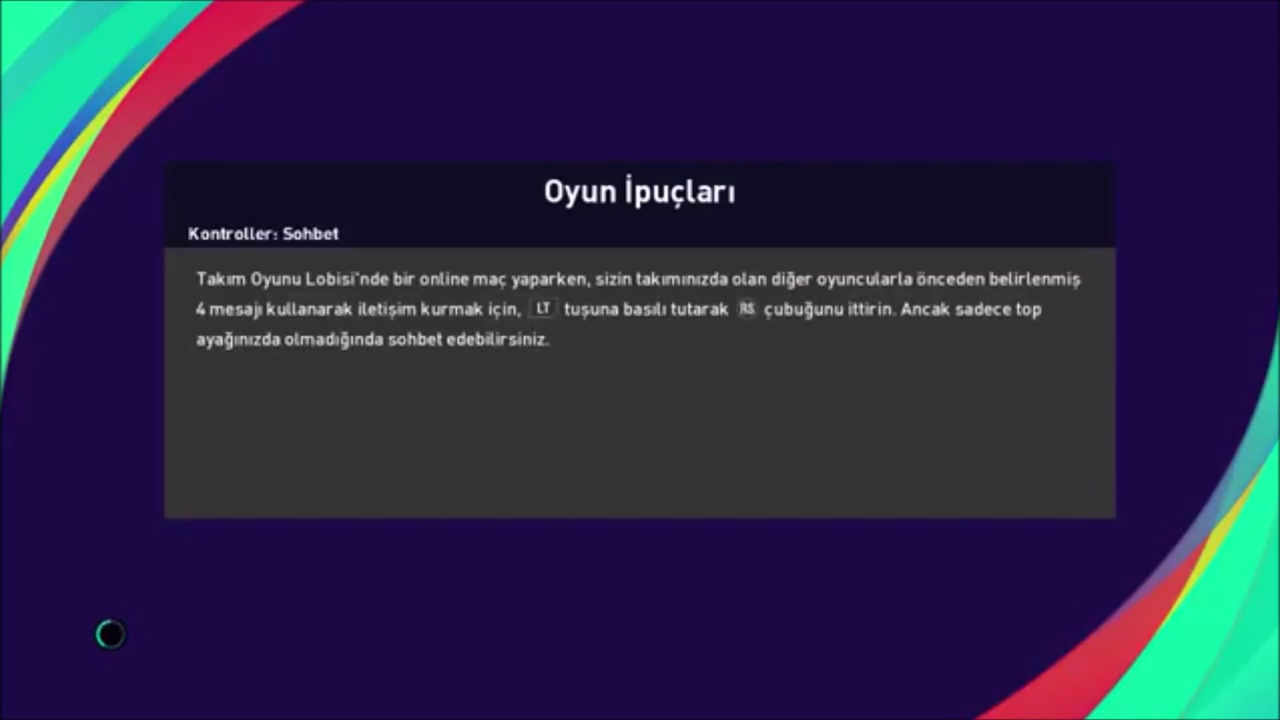 Oyun İpuçları
Kontroller: Sohbet
Takım Oyunu Lobisi'nde bir online maç yaparken, sizin takımınızda olan diğer oyuncularla önceden belirlenmiş
4 mesajı kullanarak iletişim kurmak için, LT tuşuna basılı tutarak RS çubuğunu ittirin. Ancak sadece top
ayağınızda olmadığında sohbet edebilirsiniz.